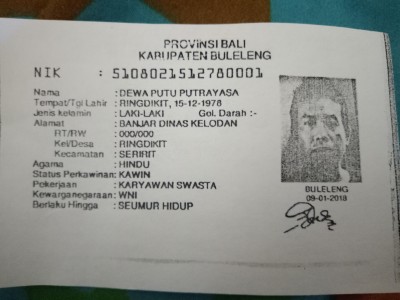 PROVINSI BALI
KABUPATEN BULELENG
NIK : 5108021512780001
Nama : DEWA PUTU PUTRAYASA
Tempat/Tgl Lahir : RINGDIKIT, 15-12-1978
Jenis kelamin : LAKI-LAKI Gol. Darah :-
Alamat : BANJAR DINAS KELODAN
RT/RW : 000/000
Kel/Desa : RINGDIKIT
Kecamatan : SERIRIT
Agama : HINDU
Status Perkawinan: KAWIN
Pekerjaan : KARYAWAN SWASTA
Kewarganegaraan: WNI
Berlaku Hingga : SEUMUR HIDUP
BULELENG
09-01-2018